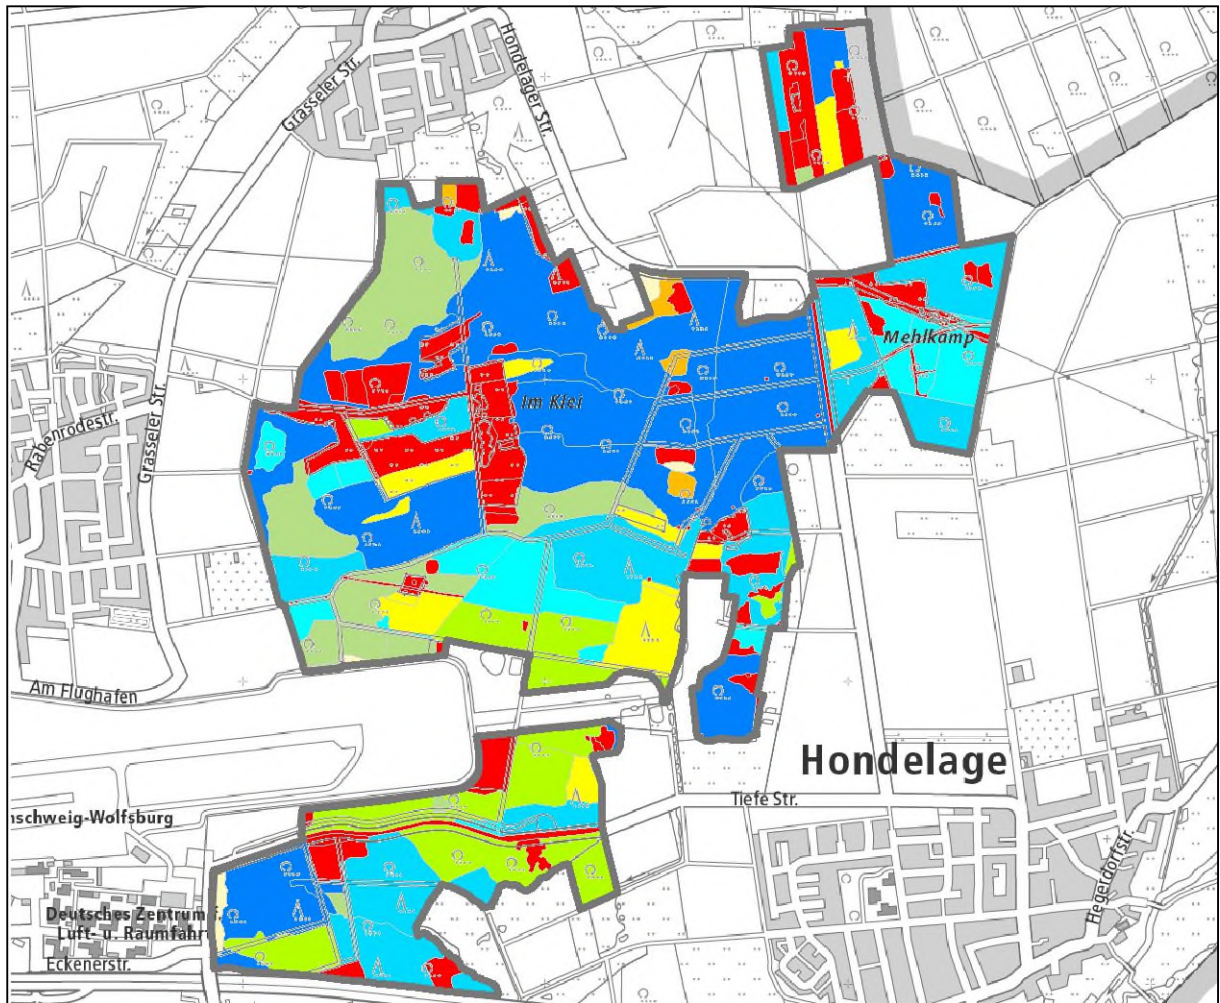 Hondelager Str.
Grasseler Str.
Mehlkamp
Im Klei
Rabenrodestr.
Grasseler Str.
Am Flughafen
Hondelage
Tiefe Str.
nschweig-Wolfsburg
Hegerdorfstr.
Deutsches Zentrum f.
Luft- u. Raumfahr
Eckenerstr.